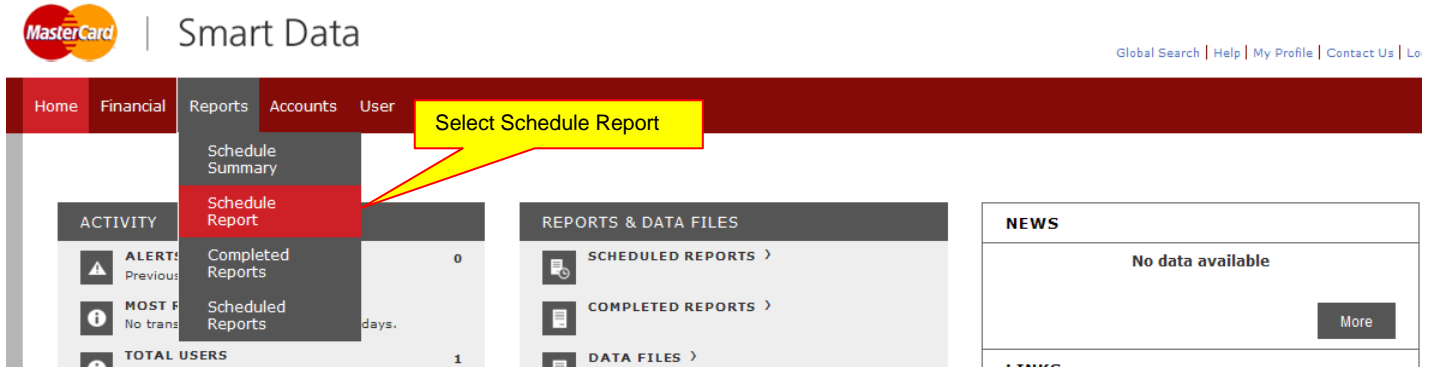 MasterCard
Smart Data
Global Search | Help | My Profile | Contact Us | Lo
Home Financial Reports Accounts User
Select Schedule Report
Schedule
Summary
Schedule
Report
Completed
Reports
Scheduled
Reports
ACTIVITY
ALERTS 0
Previous
MOST R
No trans days.
TOTAL USERS 1
REPORTS & DATA FILES
SCHEDULED REPORTS >
COMPLETED REPORTS >
DATA FILES >
NEWS
No data available
More
LINKS